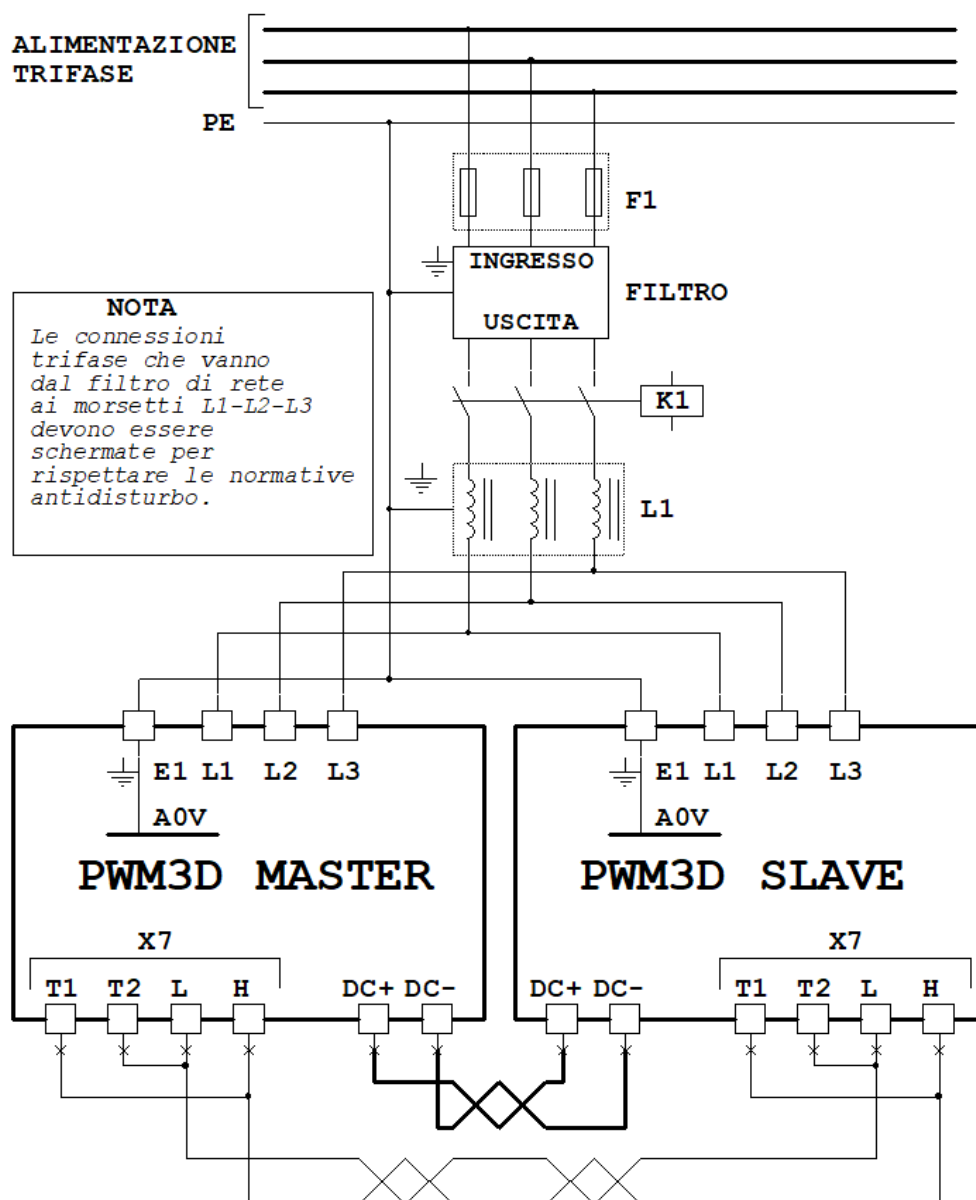 ALIMENTAZIONE
TRIFASE
PE
F1
INGRESSO
FILTRO
USCITA
NOTA
Le connessioni
trifase che vanno
dal filtro di rete
ai morsetti L1-L2-L3
devono essere
schermate per
rispettare le normative
antidisturbo.
K1
L1
E1 L1 L2 L3
E1 L1 L2 L3
A0V
A0V
PWM3D MASTER
PWM3D SLAVE
X7
X7
T1 T2 L H DC+ DC-
DC+ DC- T1 T2 L H